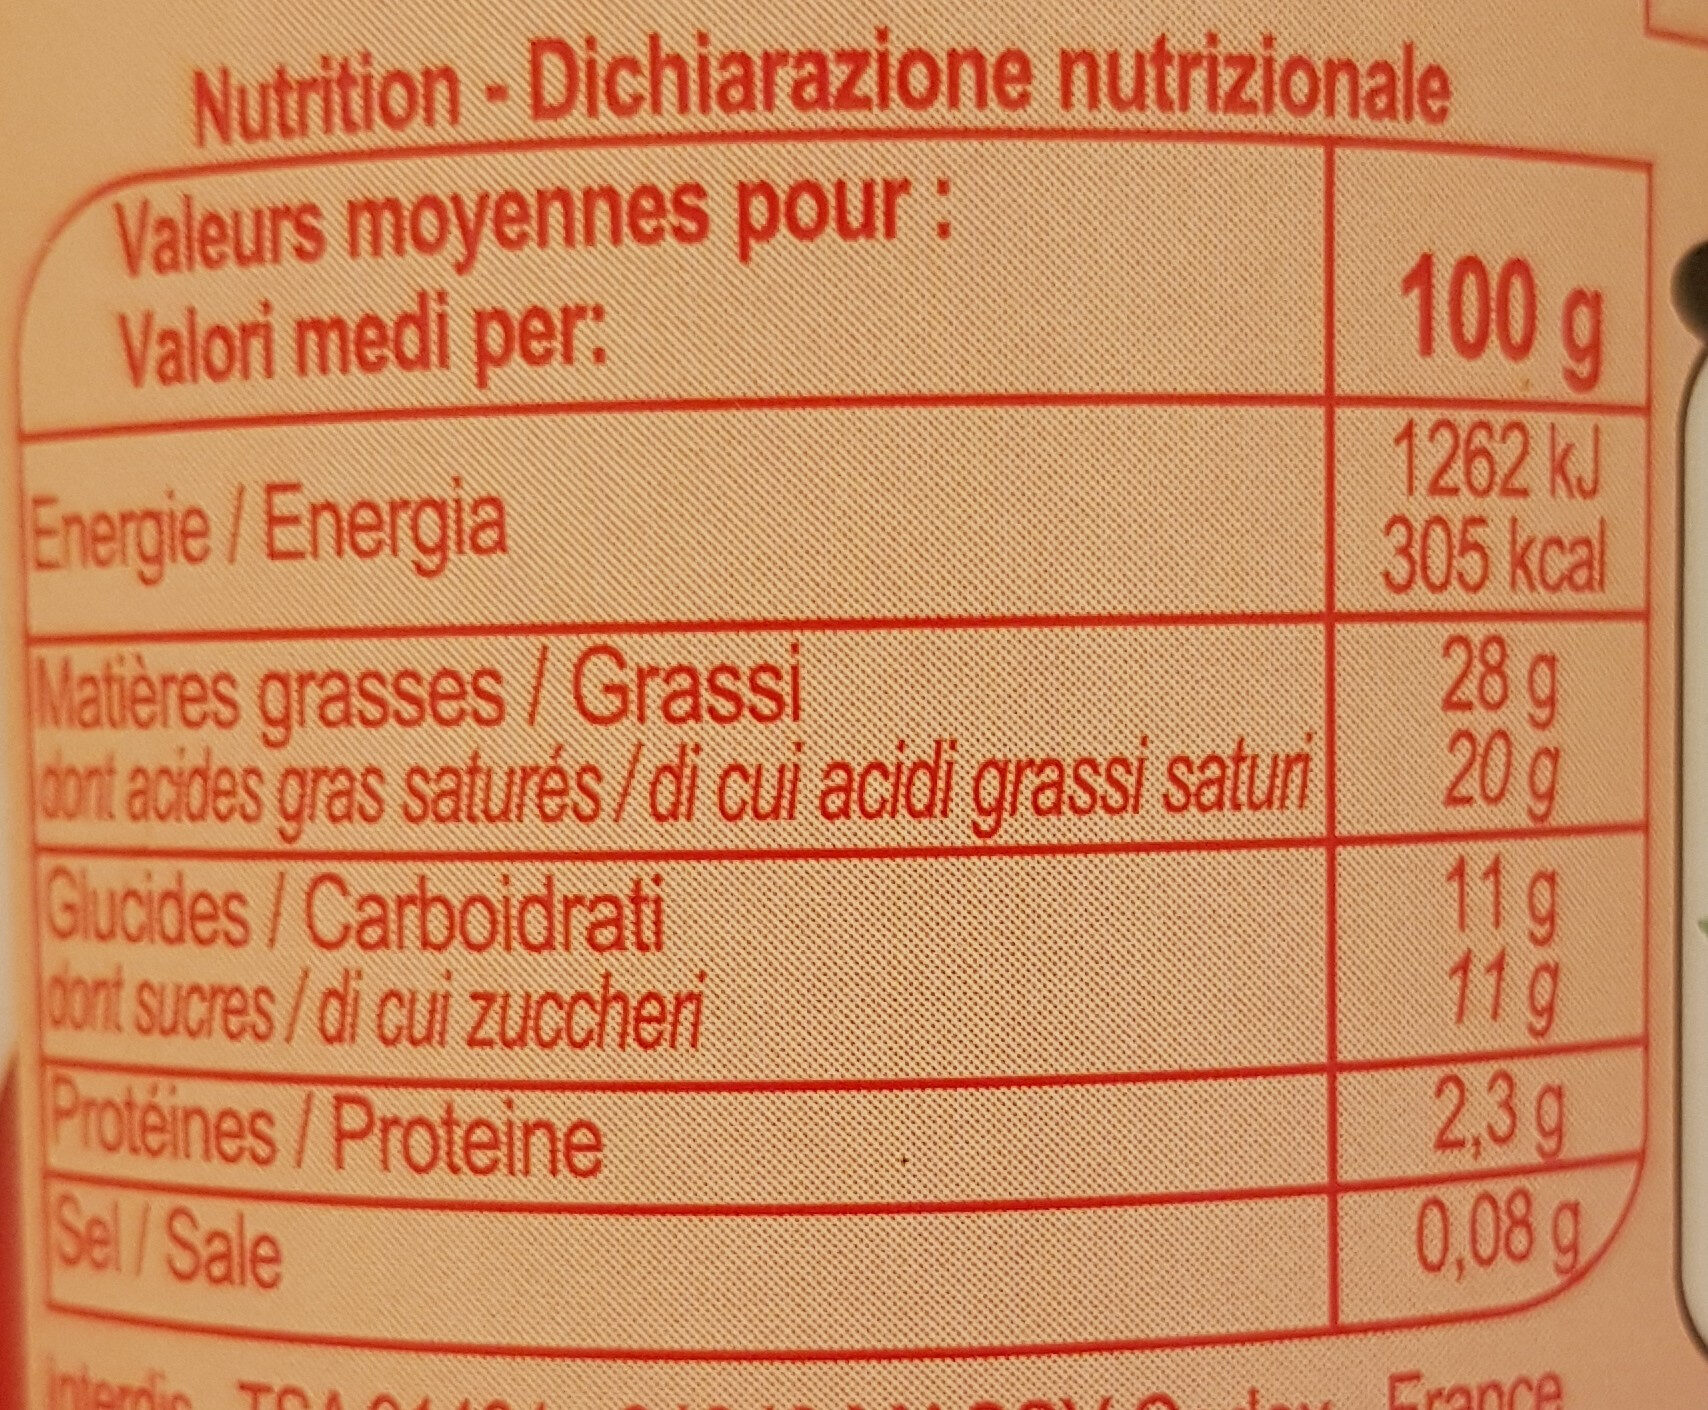 Nutrition - Dichiarazione nutrizionale
Valeurs moyennes pour :
Valori medi per:
100 g
Energie / Energia
1262 kJ
305 kcal
Matières grasses / Grassi 28 g
dont acides gras saturés / di cui acidi grassi saturi 20 g
Glucides / Carboidrati 11 g
dont sucres / di cui zuccheri 11 g
Protéines / Proteine 2,3 g
Sel / Sale 0,08 g
France